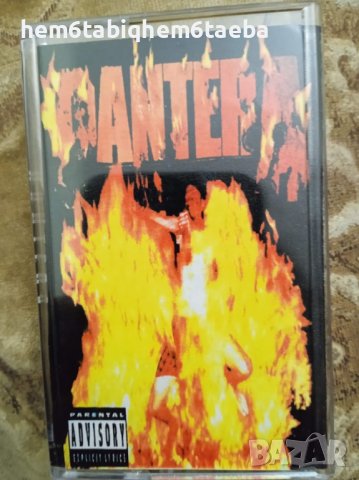 hem6tabiqhem6taeba
PANTERA
PARENTAL
ADVISORY
EXPLICIT LYRICS
BAZAR